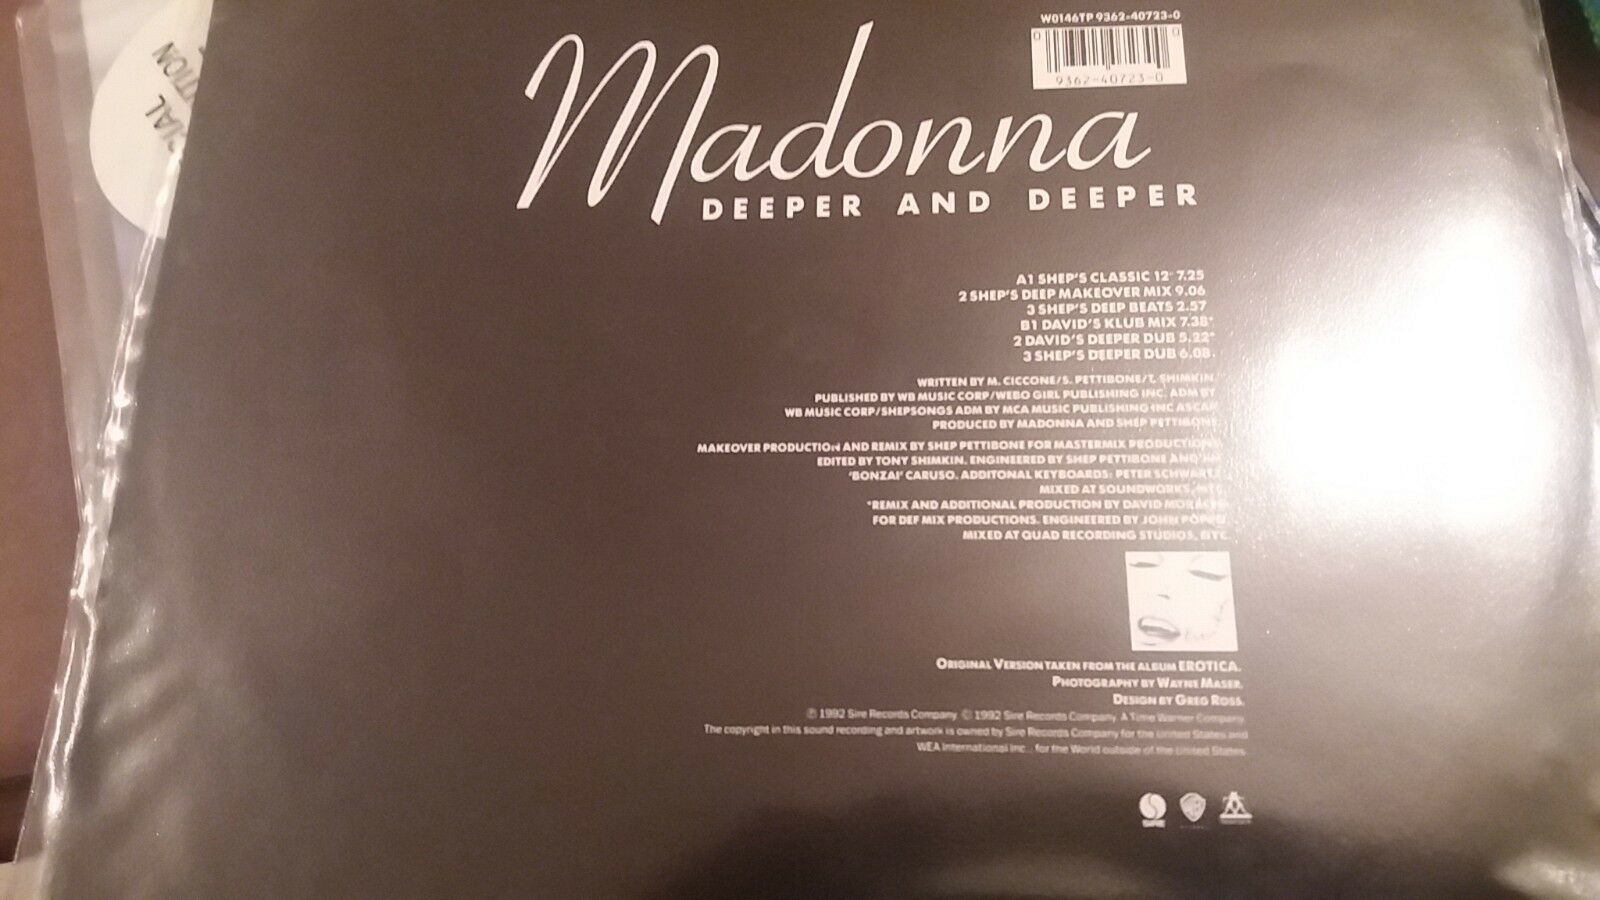 W0146TP 9362-40723-0
0 0
9362-40723-0
Madonna
DEEPER AND DEEPER
A1 SHEP'S CLASSIC 12" 7.25
2 SHEP'S DEEP MAKEOVER MIX 9.06
3 SHEP'S DEEP BEATS 2.57
B1 DAVID'S KLUB MIX 7.38*
2 DAVID'S DEEPER DUB 5.22*
3 SHEP'S DEEPER DUB 6.08
WRITTEN BY M. CICCONE/S. PETTIBONE/T. SHIMKIN.
PUBLISHED BY WB MUSIC CORP/WEBO GIRL PUBLISHING INC. ADM BY
WB MUSIC CORP/SHEPSONGS ADM BY MCA MUSIC PUBLISHING INC ASCAP
PRODUCED BY MADONNA AND SHEP PETTIBONE
MAKEOVER PRODUCTION AND REMIX BY SHEP PETTIBONE FOR MASTERMIX PRODUCTIONS
EDITED BY TONY SHIMKIN. ENGINEERED BY SHEP PETTIBONE AND
'BONZAI' CARUSO. ADDITONAL KEYBOARDS: PETER SCHWARTZ
MIXED AT SOUNDWORKS,
*REMIX AND ADDITIONAL PRODUCTION BY DAVID MORALES
FOR DEF MIX PRODUCTIONS. ENGINEERED BY JOHN
MIXED AT QUAD RECORDING STUDIOS, NYC.
ORIGINAL VERSION TAKEN FROM THE ALBUM EROTICA.
PHOTOGRAPHY BY WAYNE MASER.
DESIGN BY GREG ROSS.
℗ 1992 Sire Records Company © 1992 Sire Records Company. A Time Warner Company
The copyright in this sound recording and artwork is owned by Sire Records Company for the United States and
WEA International Inc., for the World outside of the United States.
SIRE